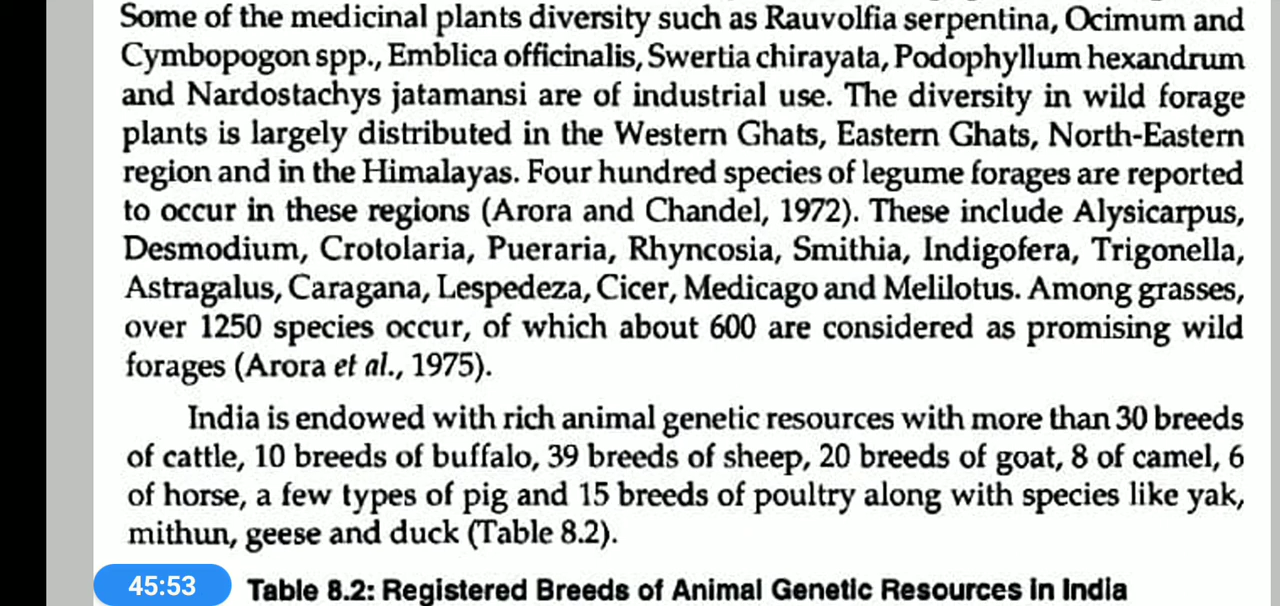 Some of the medicinal plants diversity such as Rauvolfia serpentina, Ocimum and
Cymbopogon spp., Emblica officinalis, Swertia chirayata, Podophyllum hexandrum
and Nardostachys jatamansi are of industrial use. The diversity in wild forage
plants is largely distributed in the Western Ghats, Eastern Ghats, North-Eastern
region and in the Himalayas. Four hundred species of legume forages are reported
to occur in these regions (Arora and Chandel, 1972). These include Alysicarpus,
Desmodium, Crotolaria, Pueraria, Rhyncosia, Smithia, Indigofera, Trigonella,
Astragalus, Caragana, Lespedeza, Cicer, Medicago and Melilotus. Among grasses,
over 1250 species occur, of which about 600 are considered as promising wild
forages (Arora et al., 1975).
India is endowed with rich animal genetic resources with more than 30 breeds
of cattle, 10 breeds of buffalo, 39 breeds of sheep, 20 breeds of goat, 8 of camel, 6
of horse, a few types of pig and 15 breeds of poultry along with species like yak,
mithun, geese and duck (Table 8.2).
45:53
Table 8.2: Registered Breeds of Animal Genetic Resources in India